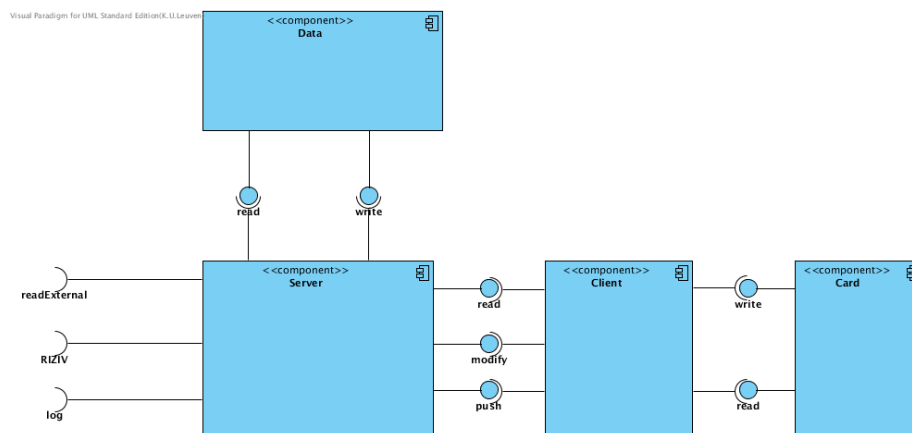 Visual Paradigm for UML Standard Edition(K.U.Leuven
<<component>>
Data
read
write
<<component>>
Server
<<component>>
Client
<<component>>
Card
readExternal
read
write
RIZIV
modify
log
push
read